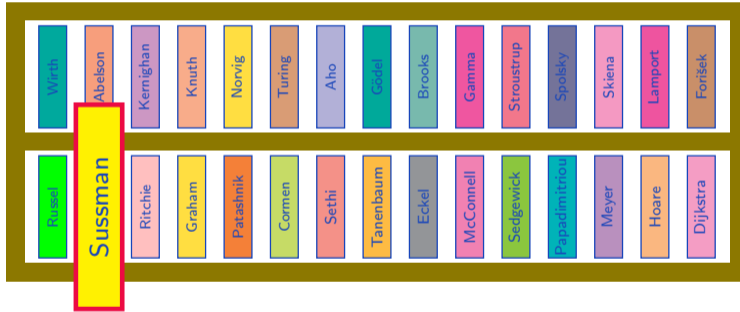 Wirth
Abelson
Kernighan
Knuth
Norvig
Turing
Aho
Gödel
Brooks
Gamma
Stroustrup
Spolsky
Skiena
Lamport
Forišek
Russel
Sussman
Ritchie
Graham
Patashnik
Cormen
Sethi
Tanenbaum
Eckel
McConnell
Sedgewick
Papadimitriou
Meyer
Hoare
Dijkstra